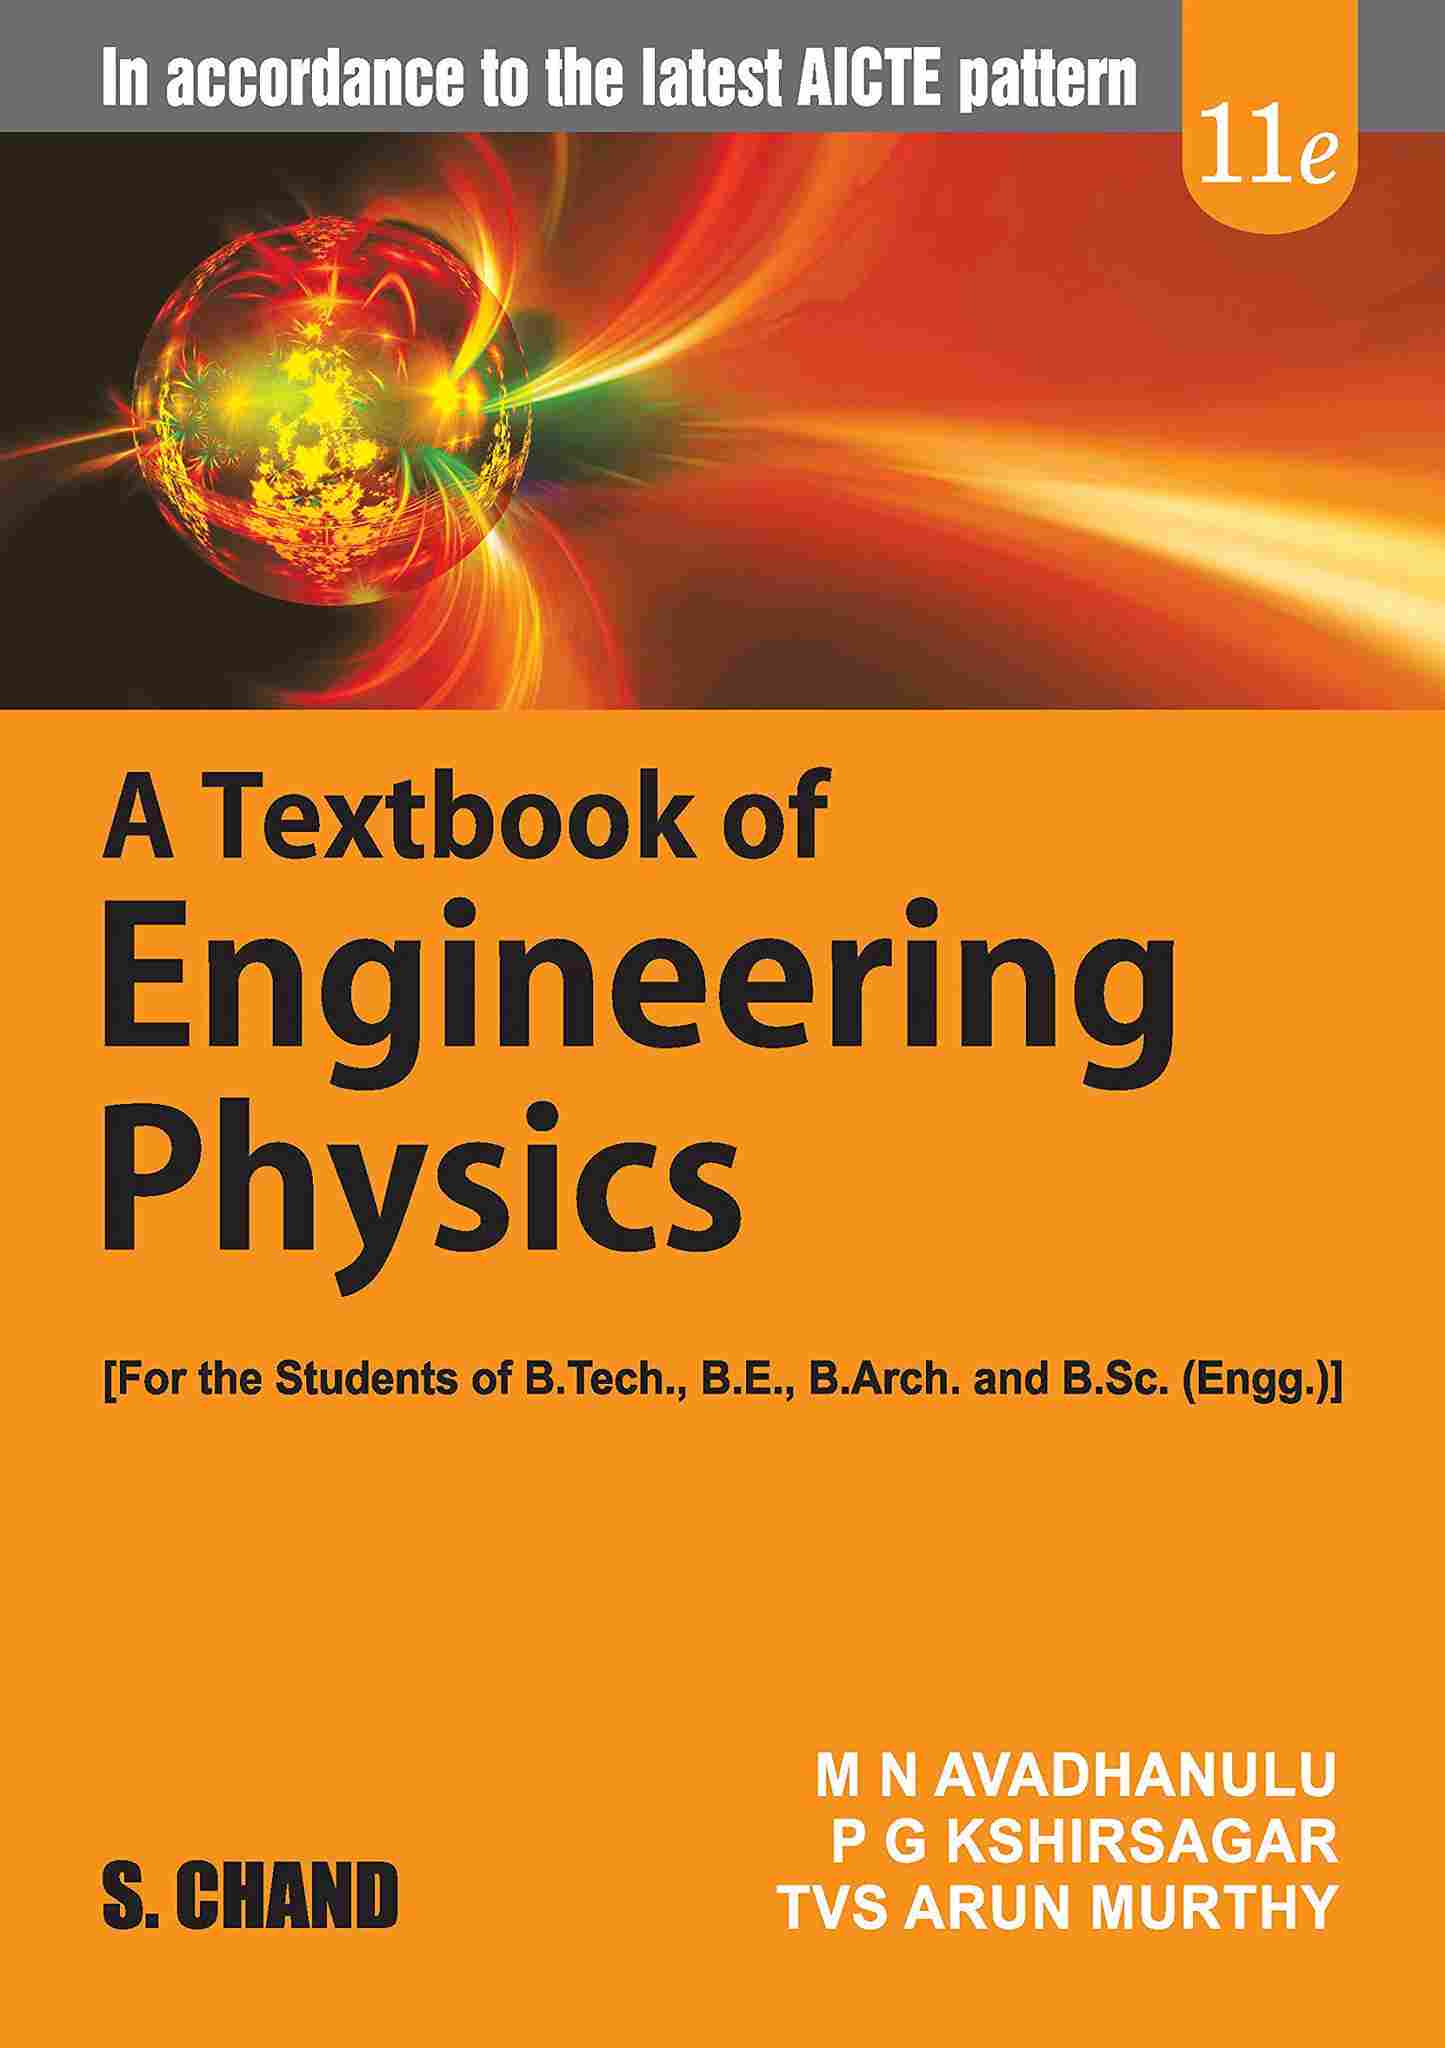 In accordance to the latest AICTE pattern
11e
A Textbook of
Engineering
Physics
[For the Students of B.Tech., B.E., B.Arch. and B.Sc. (Engg.)]
M N AVADHANULU
P G KSHIRSAGAR
TVS ARUN MURTHY
S. CHAND